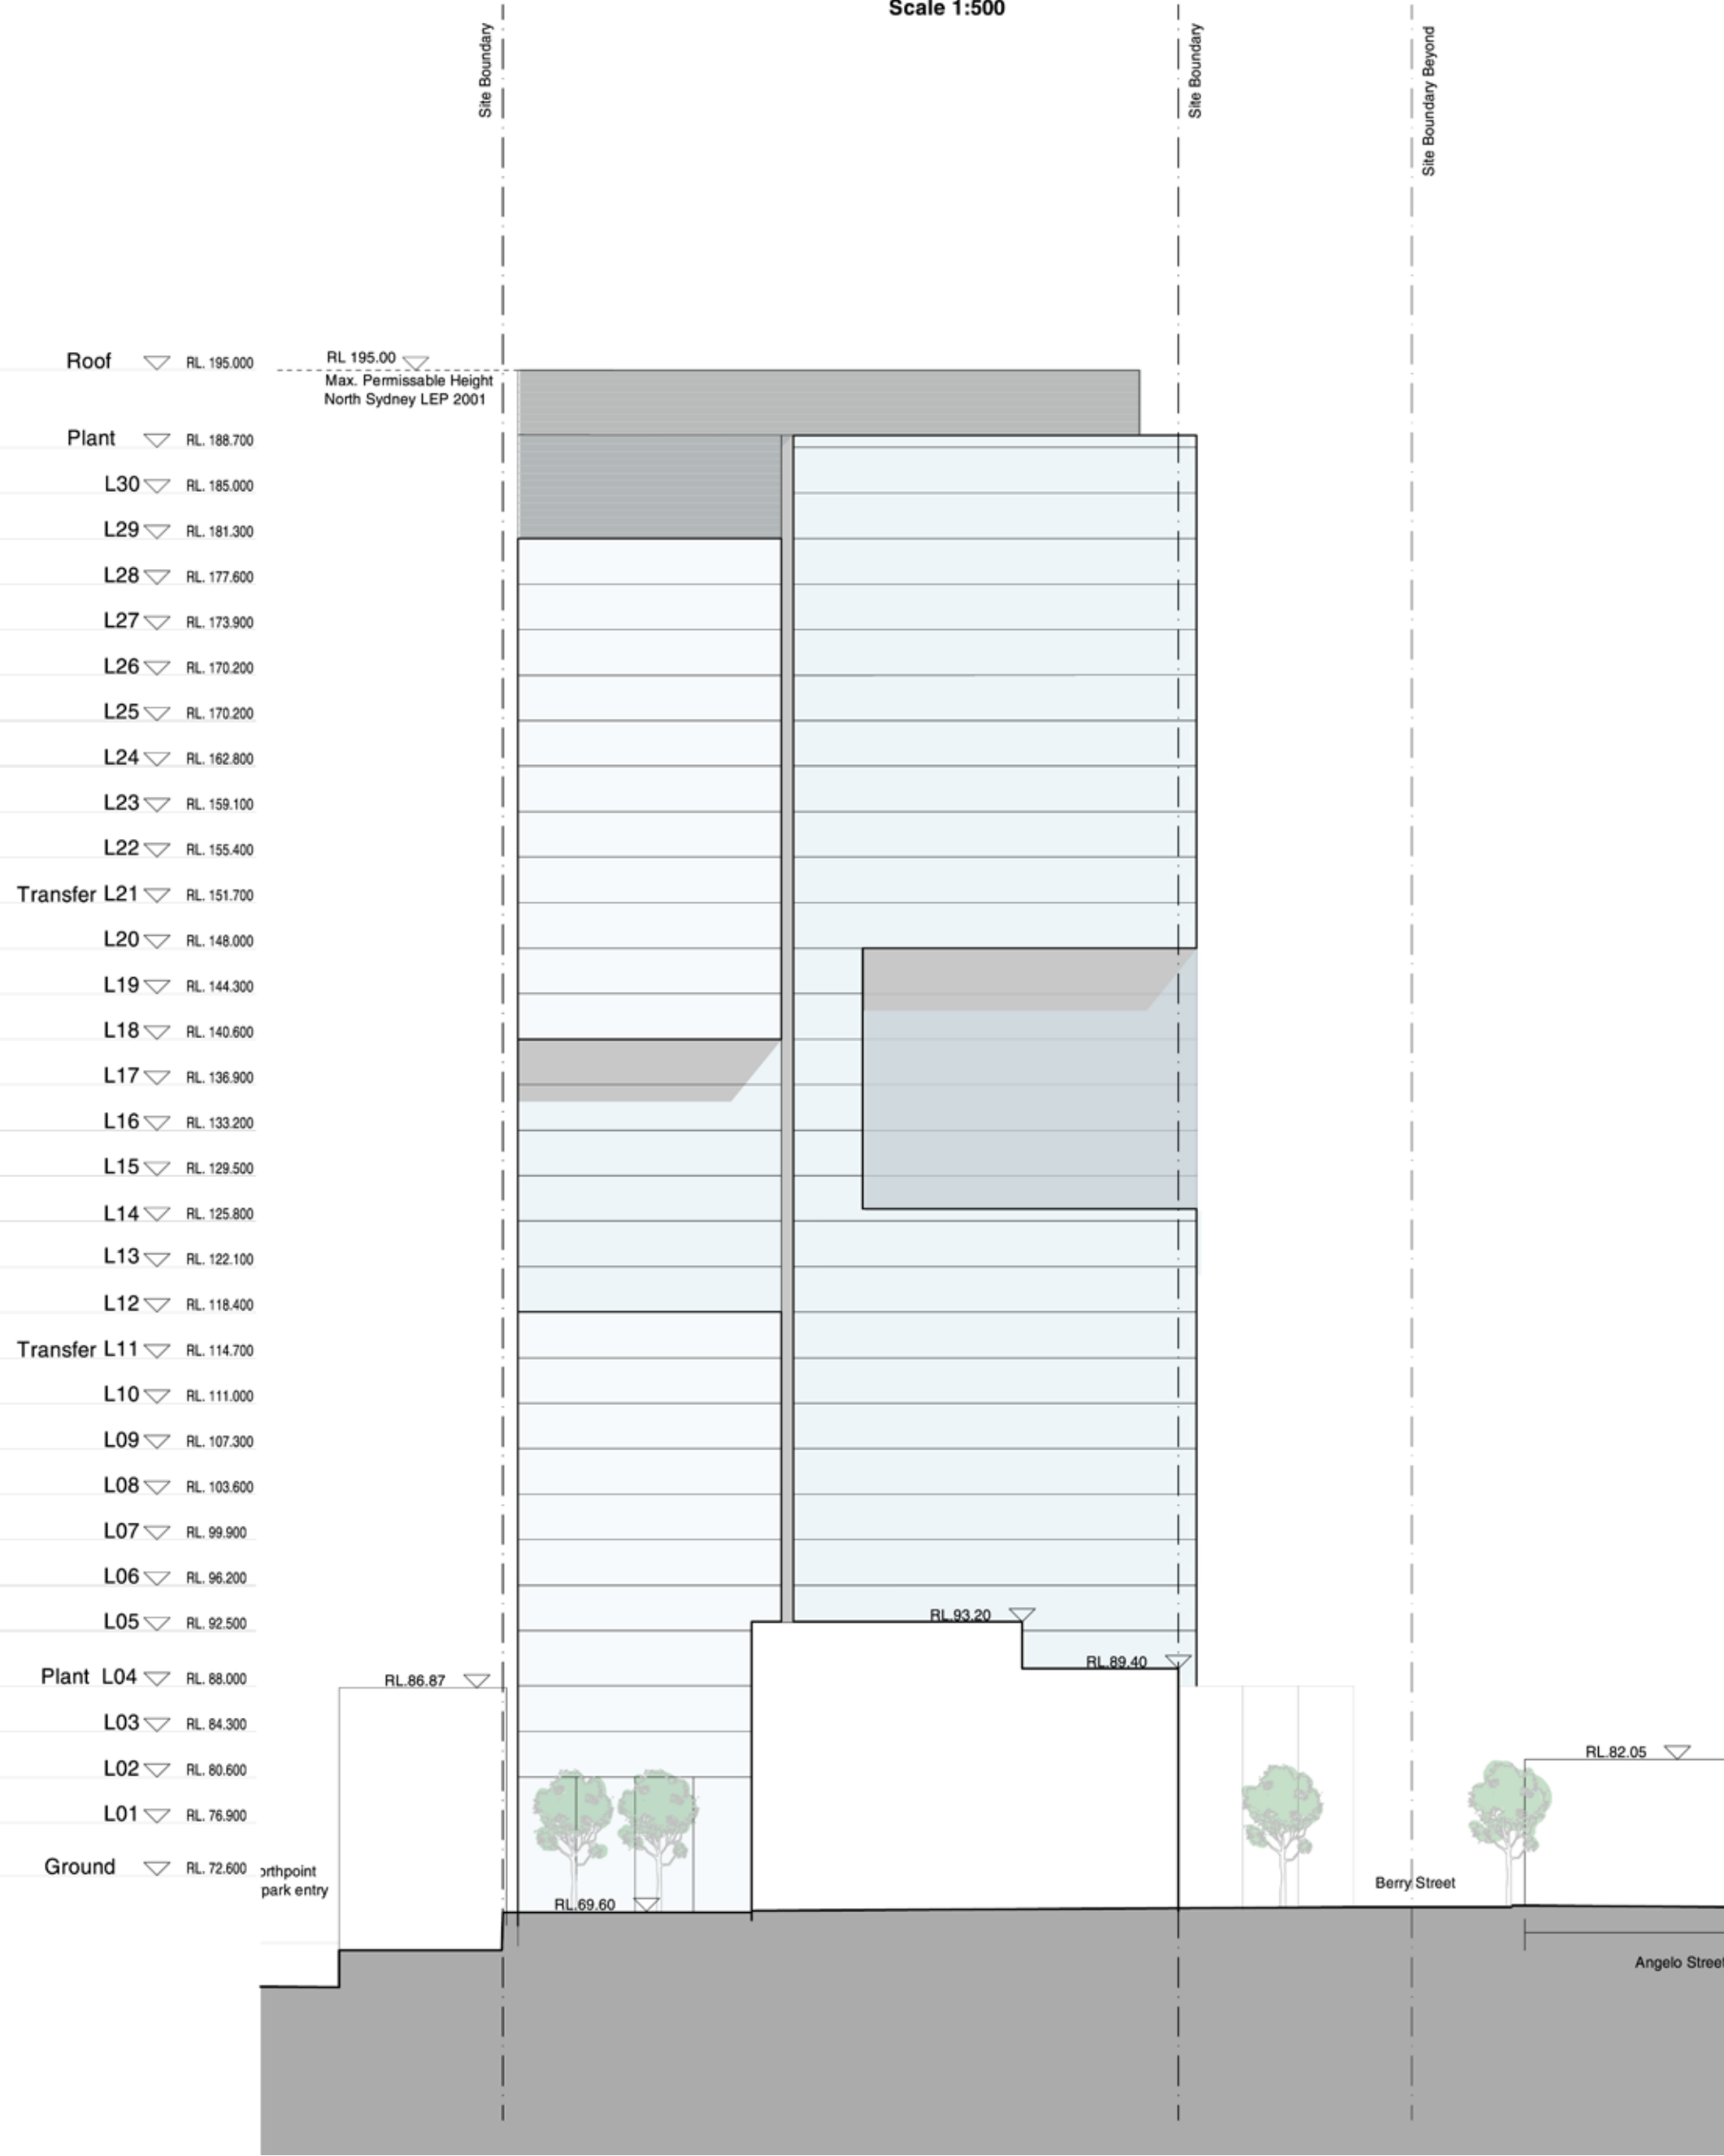 Scale 1:500
Site Boundary
Site Boundary
Site Boundary Beyond
Roof RL. 195.000
RL 195.00
Max. Permissable Height
North Sydney LEP 2001
Plant RL. 188.700
L30 RL. 185.000
L29 RL. 181.300
L28 RL. 177.600
L27 RL. 173.900
L26 RL. 170.200
L25 RL. 170.200
L24 RL. 162.800
L23 RL. 159.100
L22 RL. 155.400
Transfer L21 RL. 151.700
L20 RL. 148.000
L19 RL. 144.300
L18 RL. 140.600
L17 RL. 136.900
L16 RL. 133.200
L15 RL. 129.500
L14 RL. 125.800
L13 RL. 122.100
L12 RL. 118.400
Transfer L11 RL. 114.700
L10 RL. 111.000
L09 RL. 107.300
L08 RL. 103.600
L07 RL. 99.900
L06 RL. 96.200
L05 RL. 92.500
RL.93.20
RL.89.40
Plant L04 RL. 88.000
RL.86.87
L03 RL. 84.300
L02 RL. 80.600
RL.82.05
L01 RL. 76.900
Ground RL. 72.600
orthpoint
park entry
RL.69.60
Berry Street
Angelo Street